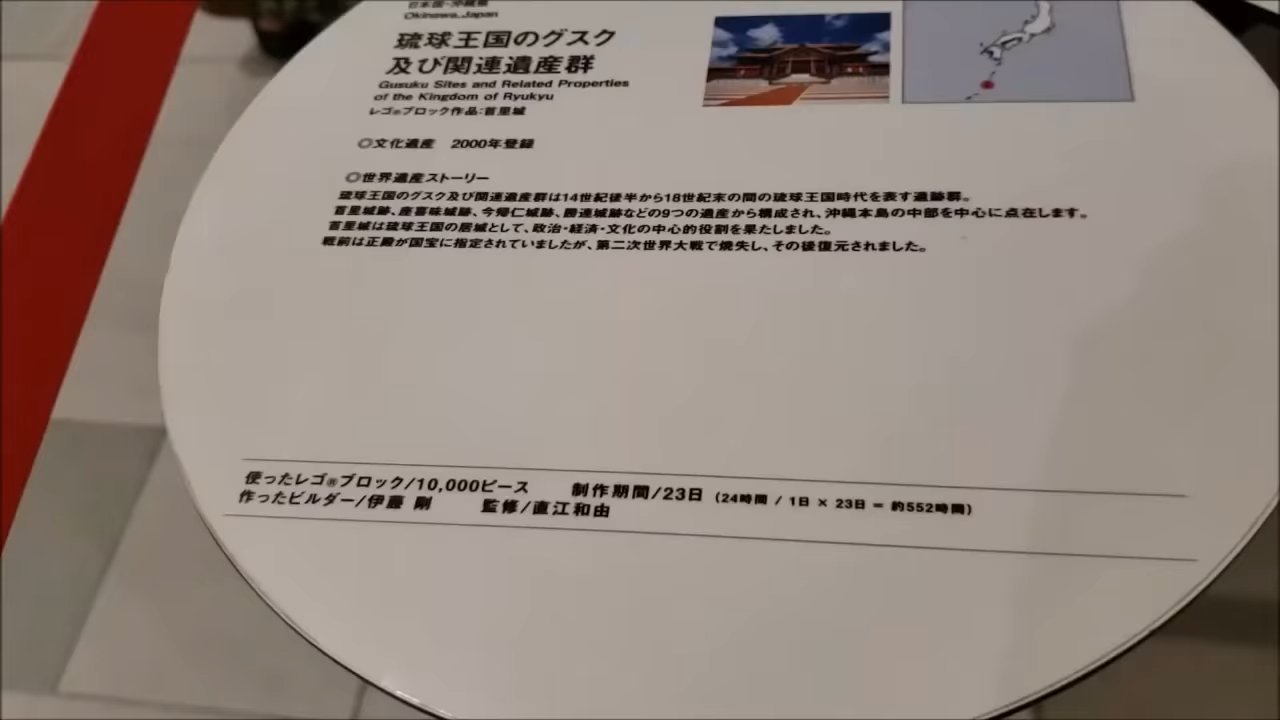 日本国・沖縄県
Okinawa,Japan
琉球王国のグスク
及び関連遺産群
Gusuku Sites and Related Properties
of the Kingdom of Ryukyu
レゴ®ブロック作品:首里城
◎文化遺産 2000年登録
◎世界遺産ストーリー
琉球王国のグスク及び関連遺産群は14世紀後半から18世紀末の間の琉球王国時代を表す遺跡群。
首里城跡、座喜味城跡、今帰仁城跡、勝連城跡などの9つの遺産から構成され、沖縄本島の中部を中心に点在します。
首里城は琉球王国の居城として、政治・経済・文化の中心的役割を果たしました。
戦前は正殿が国宝に指定されていましたが、第二次世界大戦で焼失し、その後復元されました。
使ったレゴ®ブロック/10,000ピース 制作期間/23日(24時間 / 1日 × 23日 = 約552時間)
作ったビルダー/伊藤 剛 監修/直江和由